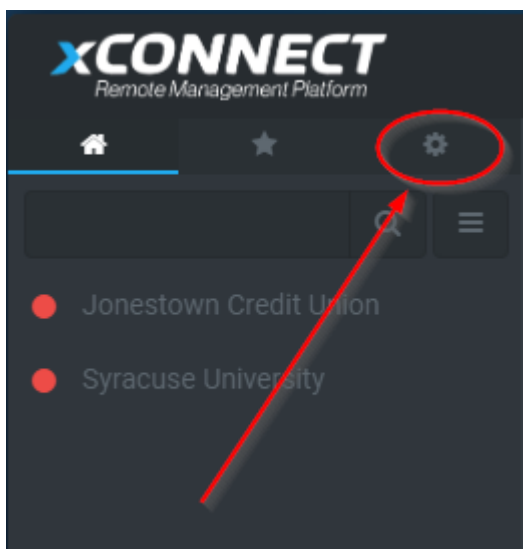 xCONNECT
Remote Management Platform
Jonestown Credit Union
Syracuse University